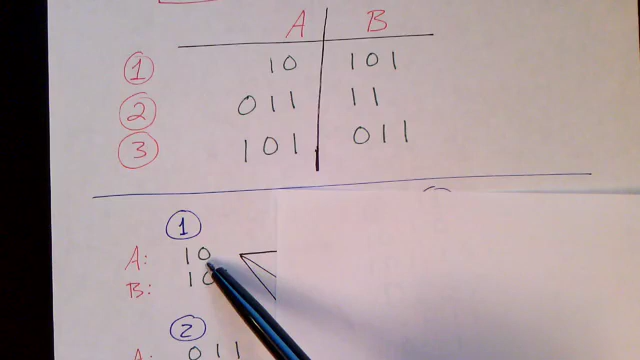 A B
① 10 101
② 011 11
③ 101 011
①
A: 10
B: 10
②
A: 011